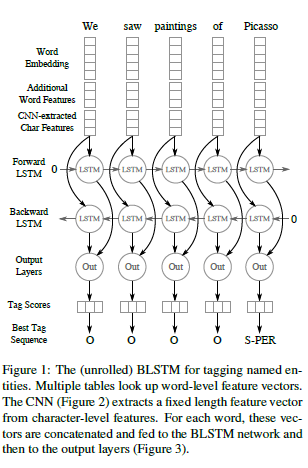 We saw paintings of Picasso
Word
Embedding
Additional
Word Features
CNN-extracted
Char Features
Forward
LSTM
0 LSTM LSTM LSTM LSTM LSTM
Backward
LSTM
LSTM LSTM LSTM LSTM LSTM 0
Output
Layers
Out Out Out Out Out
Tag Scores
Best Tag
Sequence
O O O O S-PER
Figure 1: The (unrolled) BLSTM for tagging named en-
tities. Multiple tables look up word-level feature vectors.
The CNN (Figure 2) extracts a fixed length feature vector
from character-level features. For each word, these vec-
tors are concatenated and fed to the BLSTM network and
then to the output layers (Figure 3).